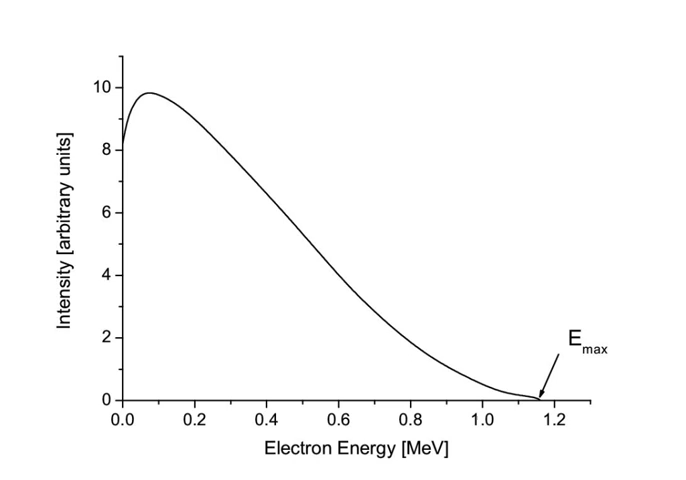 10
8
6
4
2
0
Intensity [arbitrary units]
E_max
0.0 0.2 0.4 0.6 0.8 1.0 1.2
Electron Energy [MeV]